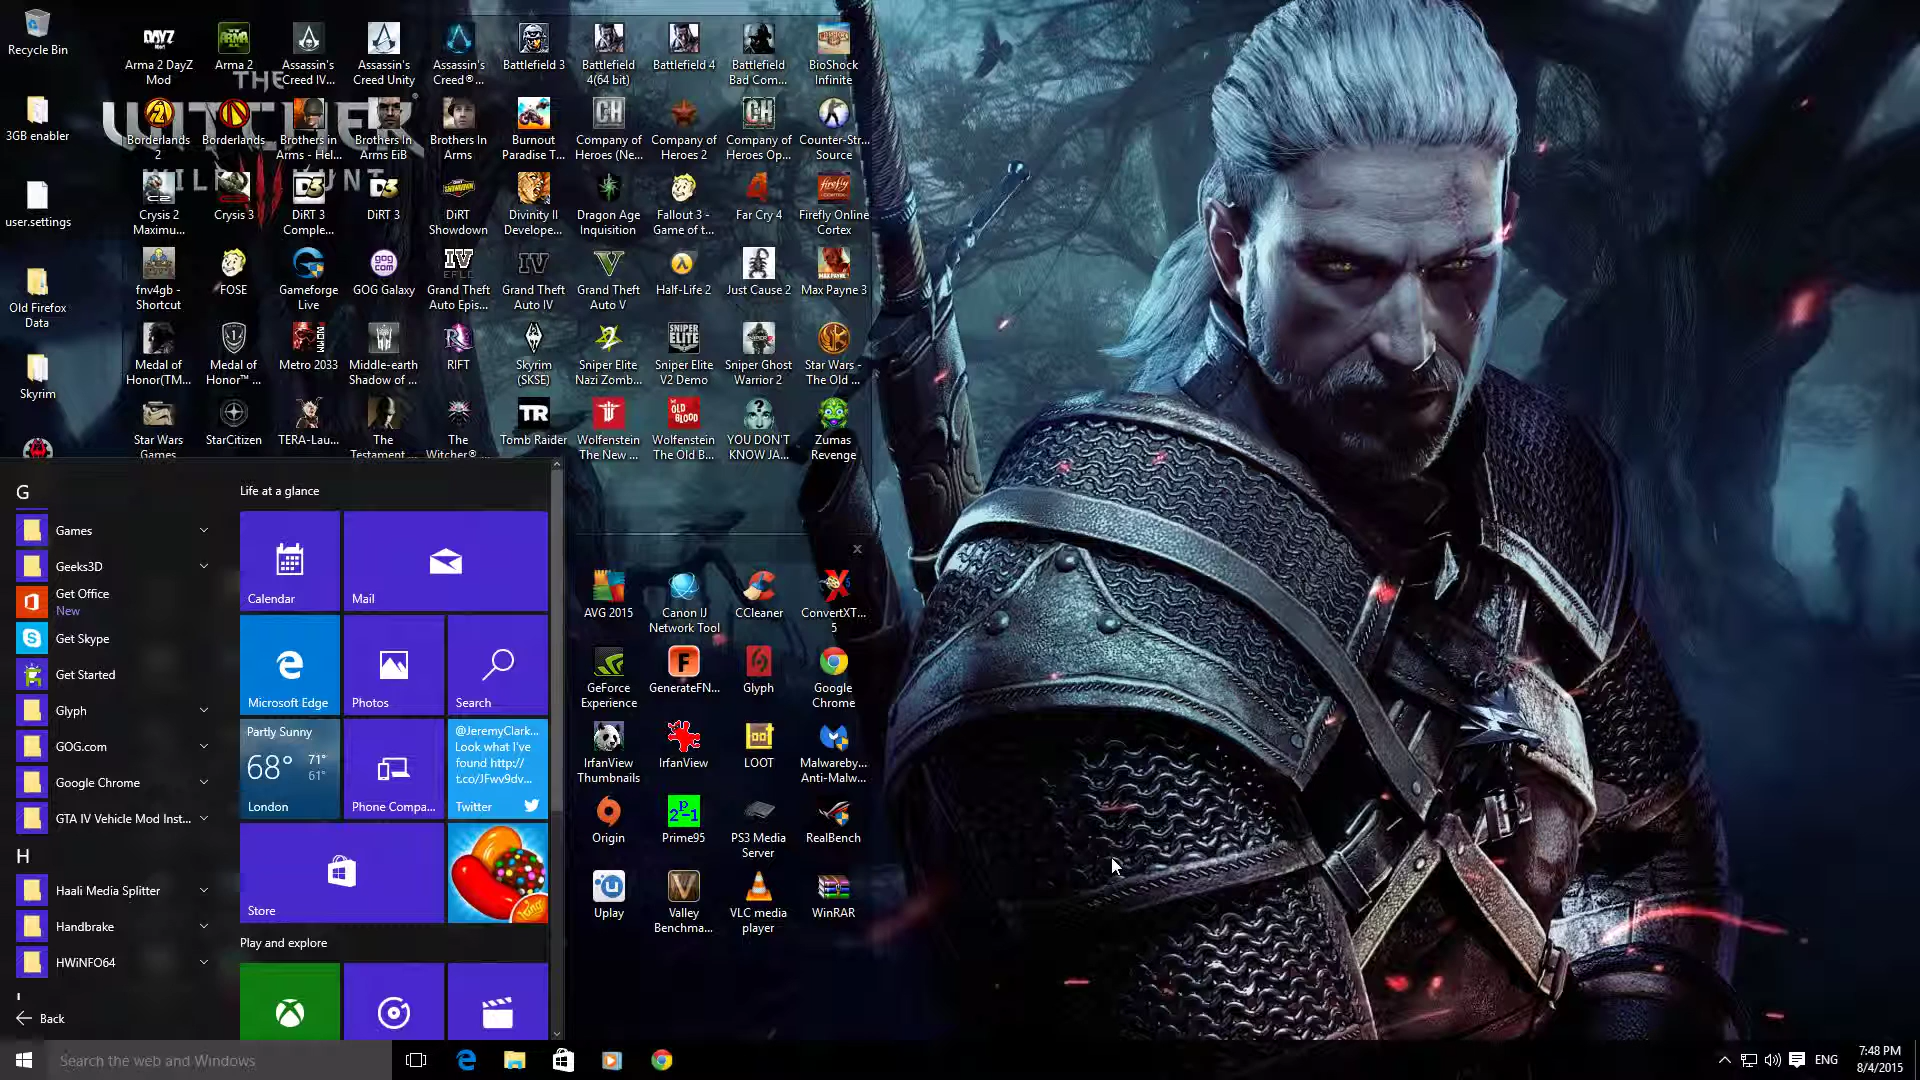 Recycle Bin
Arma 2 DayZ
Mod
Arma 2
Assassin's
Creed IV...
Assassin's
Creed Unity
Assassin's
Creed®...
Battlefield 3
Battlefield
4(64 bit)
Battlefield 4
Battlefield
Bad Com...
BioShock
Infinite
THE
WITCHER
WILD HUNT
3GB enabler
Borderlands
2
Borderlands
Brothers in
Arms - Hel...
Brothers In
Arms EiB
Brothers In
Arms
Burnout
Paradise T...
Company of
Heroes (Ne...
Company of
Heroes 2
Company of
Heroes Op...
Counter-Str...
Source
user.settings
Crysis 2
Maximu...
Crysis 3
DiRT 3
Comple...
DiRT 3
DiRT
Showdown
Divinity II
Develope...
Dragon Age
Inquisition
Fallout 3 -
Game of t...
Far Cry 4
Firefly Online
Cortex
Old Firefox
Data
fnv4gb -
Shortcut
FOSE
Gameforge
Live
GOG Galaxy
Grand Theft
Auto Epis...
Grand Theft
Auto IV
Grand Theft
Auto V
Half-Life 2
Just Cause 2
Max Payne 3
Skyrim
Medal of
Honor(TM...
Medal of
Honor™ ...
Metro 2033
Middle-earth
Shadow of ...
RIFT
Skyrim
(SKSE)
Sniper Elite
Nazi Zomb...
Sniper Elite
V2 Demo
Sniper Ghost
Warrior 2
Star Wars -
The Old ...
Star Wars
Games
StarCitizen
TERA-Lau...
The
Testament ...
The
Witcher® ...
Tomb Raider
Wolfenstein
The New ...
Wolfenstein
The Old B...
YOU DON'T
KNOW JA...
Zumas
Revenge
G
Games
Geeks3D
Get Office
New
Get Skype
Get Started
Glyph
GOG.com
Google Chrome
GTA IV Vehicle Mod Inst...
H
Haali Media Splitter
Handbrake
HWiNFO64
Back
Life at a glance
Calendar
Mail
Microsoft Edge
Photos
Search
Partly Sunny
68°
71°
61°
London
Phone Compa...
@JeremyClark...
Look what I've
found http://
t.co/JFwv9dv...
Twitter
Store
King
Play and explore
AVG 2015
Canon IJ
Network Tool
CCleaner
ConvertXT...
5
GeForce
Experience
GenerateFN...
Glyph
Google
Chrome
IrfanView
Thumbnails
IrfanView
LOOT
Malwareby...
Anti-Malw...
Origin
Prime95
PS3 Media
Server
RealBench
Uplay
Valley
Benchma...
VLC media
player
WinRAR
Search the web and Windows
ENG
7:48 PM
8/4/2015